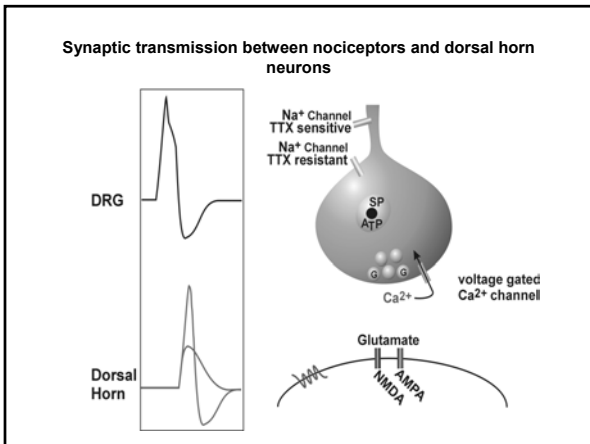 Synaptic transmission between nociceptors and dorsal horn
neurons
DRG
Dorsal
Horn
Na+ Channel
TTX sensitive
Na+ Channel
TTX resistant
SP
ATP
G
G
Ca2+
voltage gated
Ca2+ channel
Glutamate
NMDA
AMPA